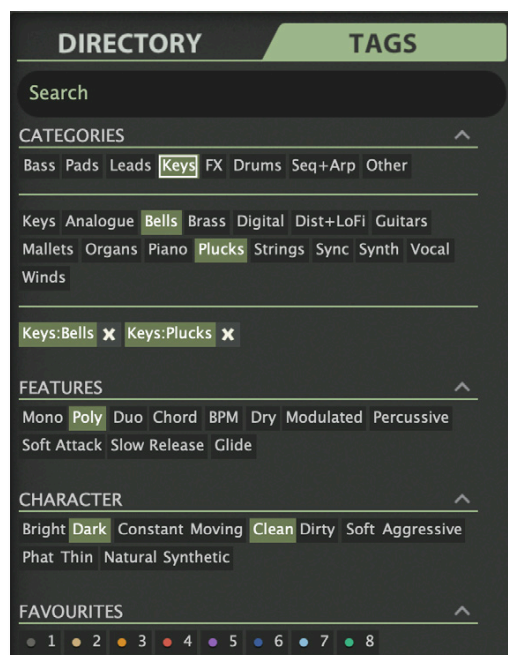 DIRECTORY TAGS
Search
CATEGORIES
Bass Pads Leads Keys FX Drums Seq+Arp Other
Keys Analogue Bells Brass Digital Dist+LoFi Guitars
Mallets Organs Piano Plucks Strings Sync Synth Vocal
Winds
Keys:Bells x Keys:Plucks x
FEATURES
Mono Poly Duo Chord BPM Dry Modulated Percussive
Soft Attack Slow Release Glide
CHARACTER
Bright Dark Constant Moving Clean Dirty Soft Aggressive
Phat Thin Natural Synthetic
FAVOURITES
1 2 3 4 5 6 7 8